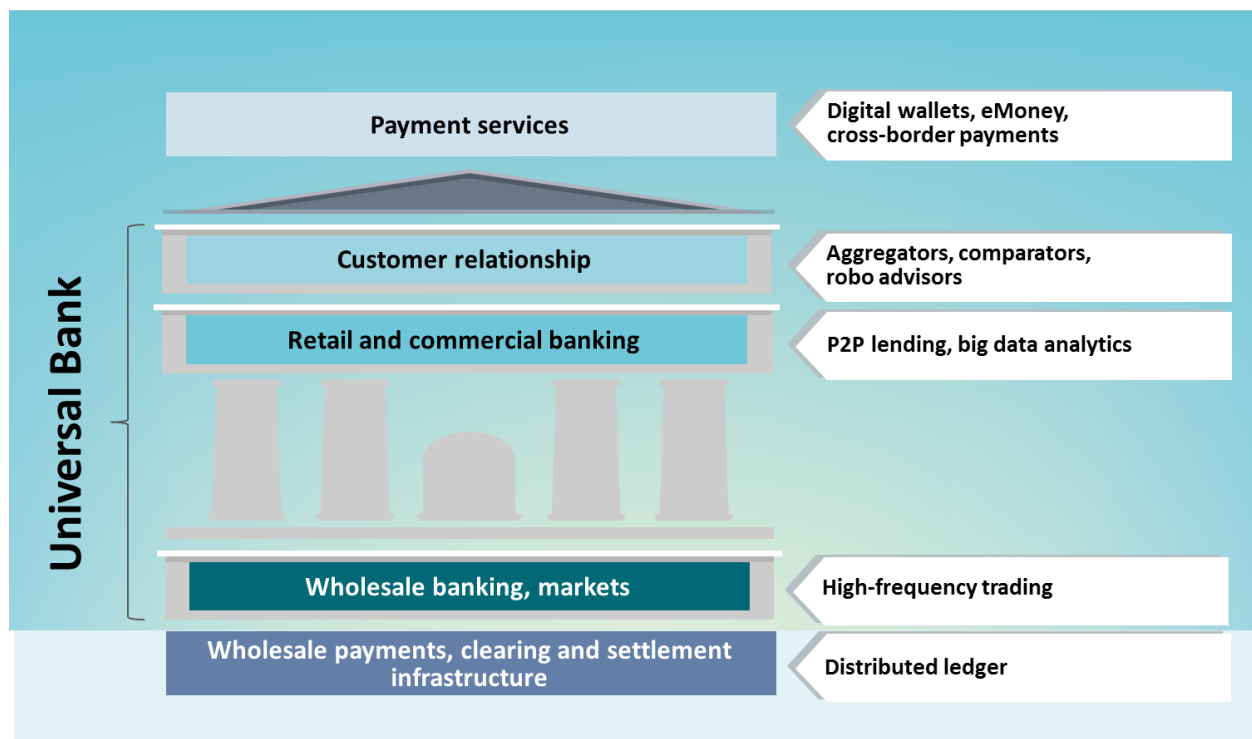 Payment services
Digital wallets, eMoney,
cross-border payments
Universal Bank
Customer relationship
Aggregators, comparators,
robo advisors
Retail and commercial banking
P2P lending, big data analytics
Wholesale banking, markets
High-frequency trading
Wholesale payments, clearing and settlement
infrastructure
Distributed ledger